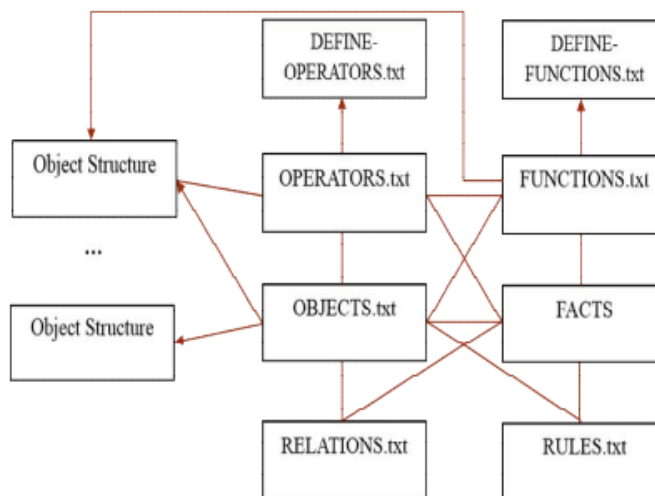 DEFINE-
OPERATORS.txt
DEFINE-
FUNCTIONS.txt
Object Structure
OPERATORS.txt
FUNCTIONS.txt
...
Object Structure
OBJECTS.txt
FACTS
RELATIONS.txt
RULES.txt